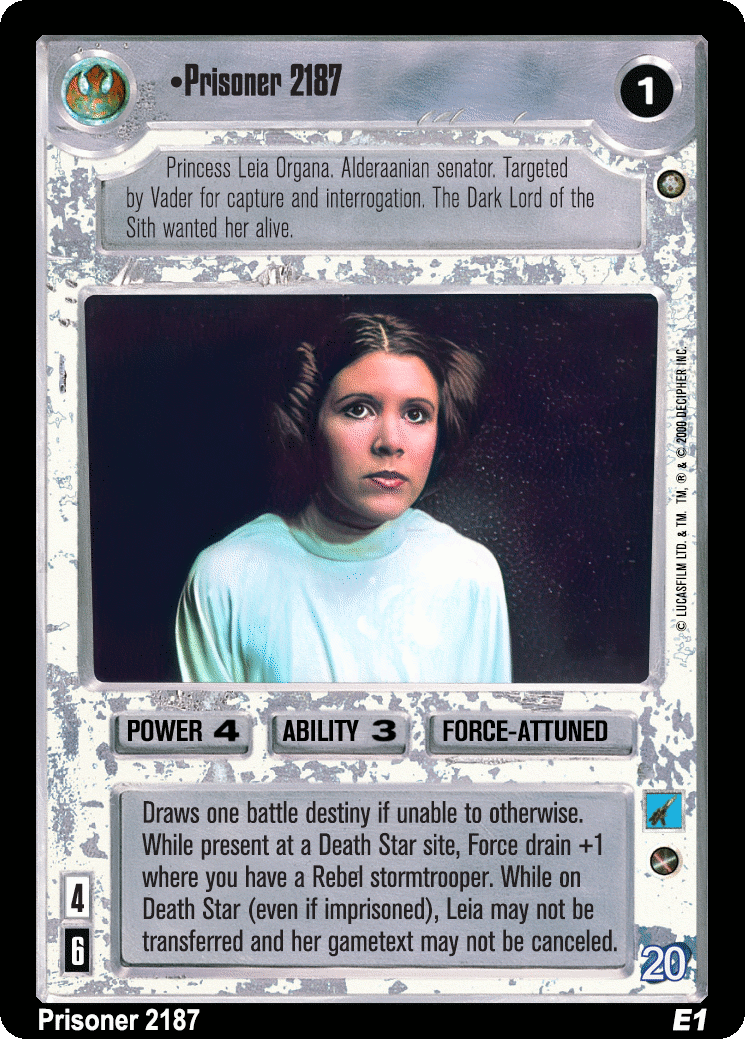 •Prisoner 2187
1
Princess Leia Organa. Alderaanian senator. Targeted
by Vader for capture and interrogation. The Dark Lord of the
Sith wanted her alive.
© LUCASFILM LTD. & TM. TM, ® & © 2000 DECIPHER INC.
POWER 4 ABILITY 3 FORCE-ATTUNED
Draws one battle destiny if unable to otherwise.
While present at a Death Star site, Force drain +1
where you have a Rebel stormtrooper. While on
Death Star (even if imprisoned), Leia may not be
transferred and her gametext may not be canceled.
4
6
20
Prisoner 2187 E1